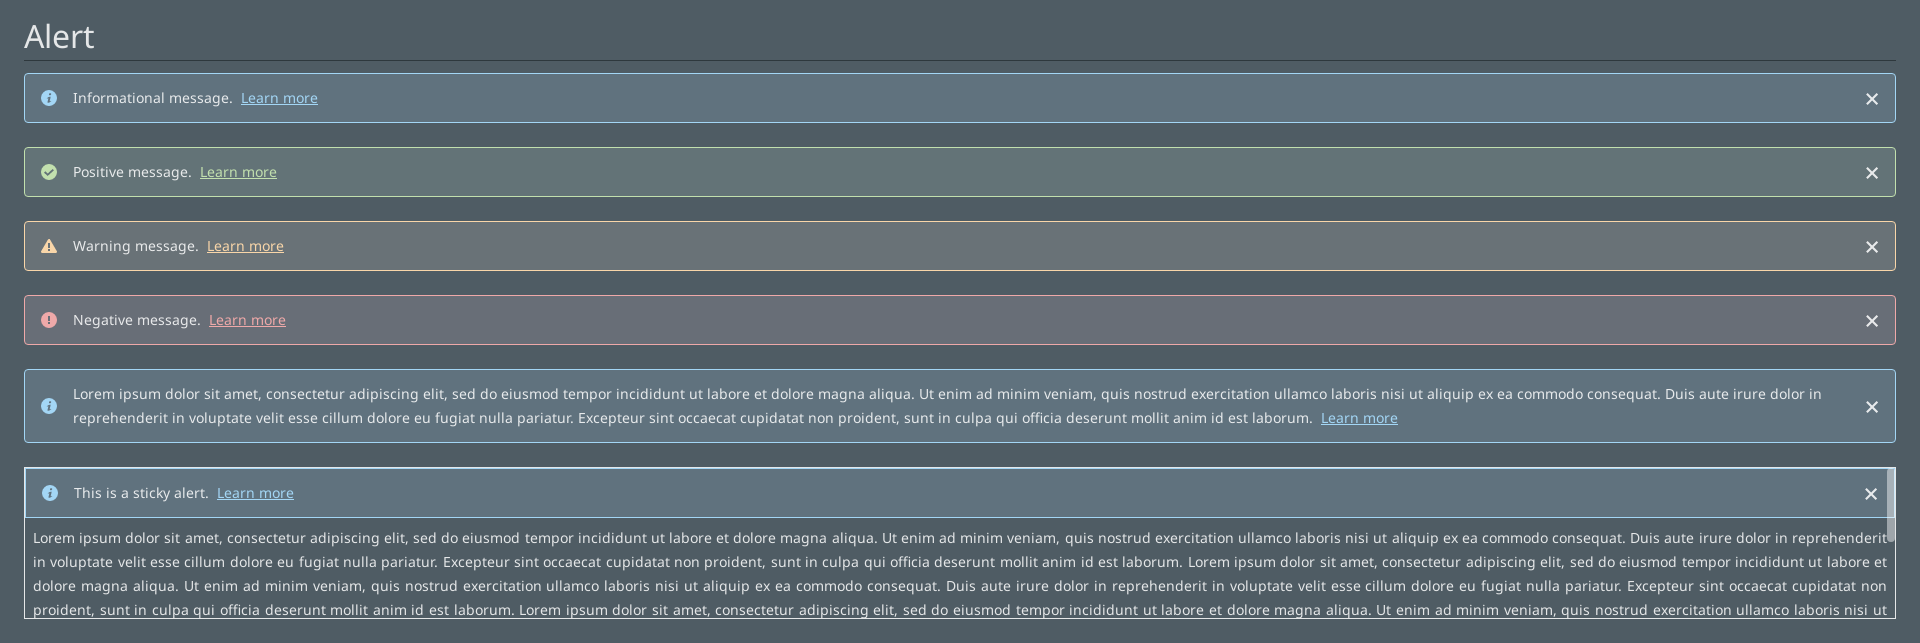 Alert
Informational message. Learn more
Positive message. Learn more
Warning message. Learn more
Negative message. Learn more
Lorem ipsum dolor sit amet, consectetur adipiscing elit, sed do eiusmod tempor incididunt ut labore et dolore magna aliqua. Ut enim ad minim veniam, quis nostrud exercitation ullamco laboris nisi ut aliquip ex ea commodo consequat. Duis aute irure dolor in
reprehenderit in voluptate velit esse cillum dolore eu fugiat nulla pariatur. Excepteur sint occaecat cupidatat non proident, sunt in culpa qui officia deserunt mollit anim id est laborum. Learn more
This is a sticky alert. Learn more
Lorem ipsum dolor sit amet, consectetur adipiscing elit, sed do eiusmod tempor incididunt ut labore et dolore magna aliqua. Ut enim ad minim veniam, quis nostrud exercitation ullamco laboris nisi ut aliquip ex ea commodo consequat. Duis aute irure dolor in reprehenderit
in voluptate velit esse cillum dolore eu fugiat nulla pariatur. Excepteur sint occaecat cupidatat non proident, sunt in culpa qui officia deserunt mollit anim id est laborum. Lorem ipsum dolor sit amet, consectetur adipiscing elit, sed do eiusmod tempor incididunt ut labore et
dolore magna aliqua. Ut enim ad minim veniam, quis nostrud exercitation ullamco laboris nisi ut aliquip ex ea commodo consequat. Duis aute irure dolor in reprehenderit in voluptate velit esse cillum dolore eu fugiat nulla pariatur. Excepteur sint occaecat cupidatat non
proident, sunt in culpa qui officia deserunt mollit anim id est laborum. Lorem ipsum dolor sit amet, consectetur adipiscing elit, sed do eiusmod tempor incididunt ut labore et dolore magna aliqua. Ut enim ad minim veniam, quis nostrud exercitation ullamco laboris nisi ut